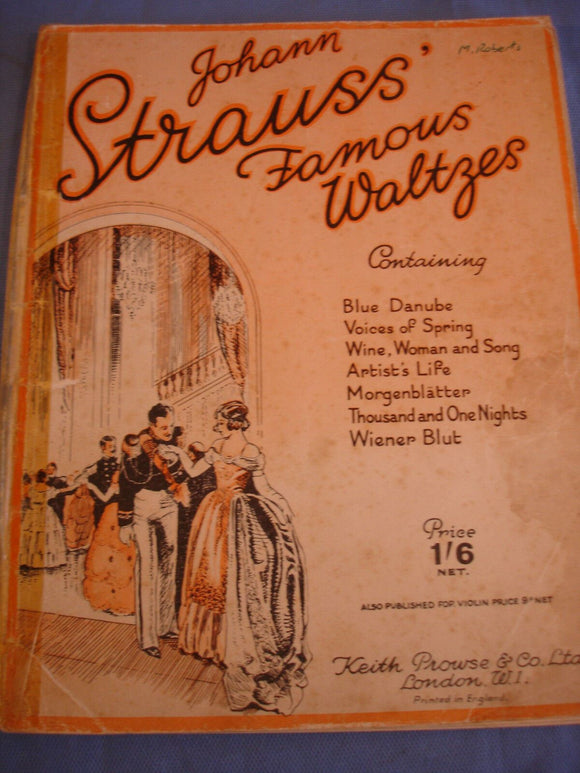 M. Roberts
Johann
Strauss'
Famous
Waltzes
Containing
Blue Danube
Voices of Spring
Wine, Woman and Song
Artist's Life
Morgenblätter
Thousand and One Nights
Wiener Blut
Price
1/6
NET.
ALSO PUBLISHED FOR VIOLIN PRICE 9D NET
Keith Prowse & Co. Ltd
London. W.1.
Printed in England.